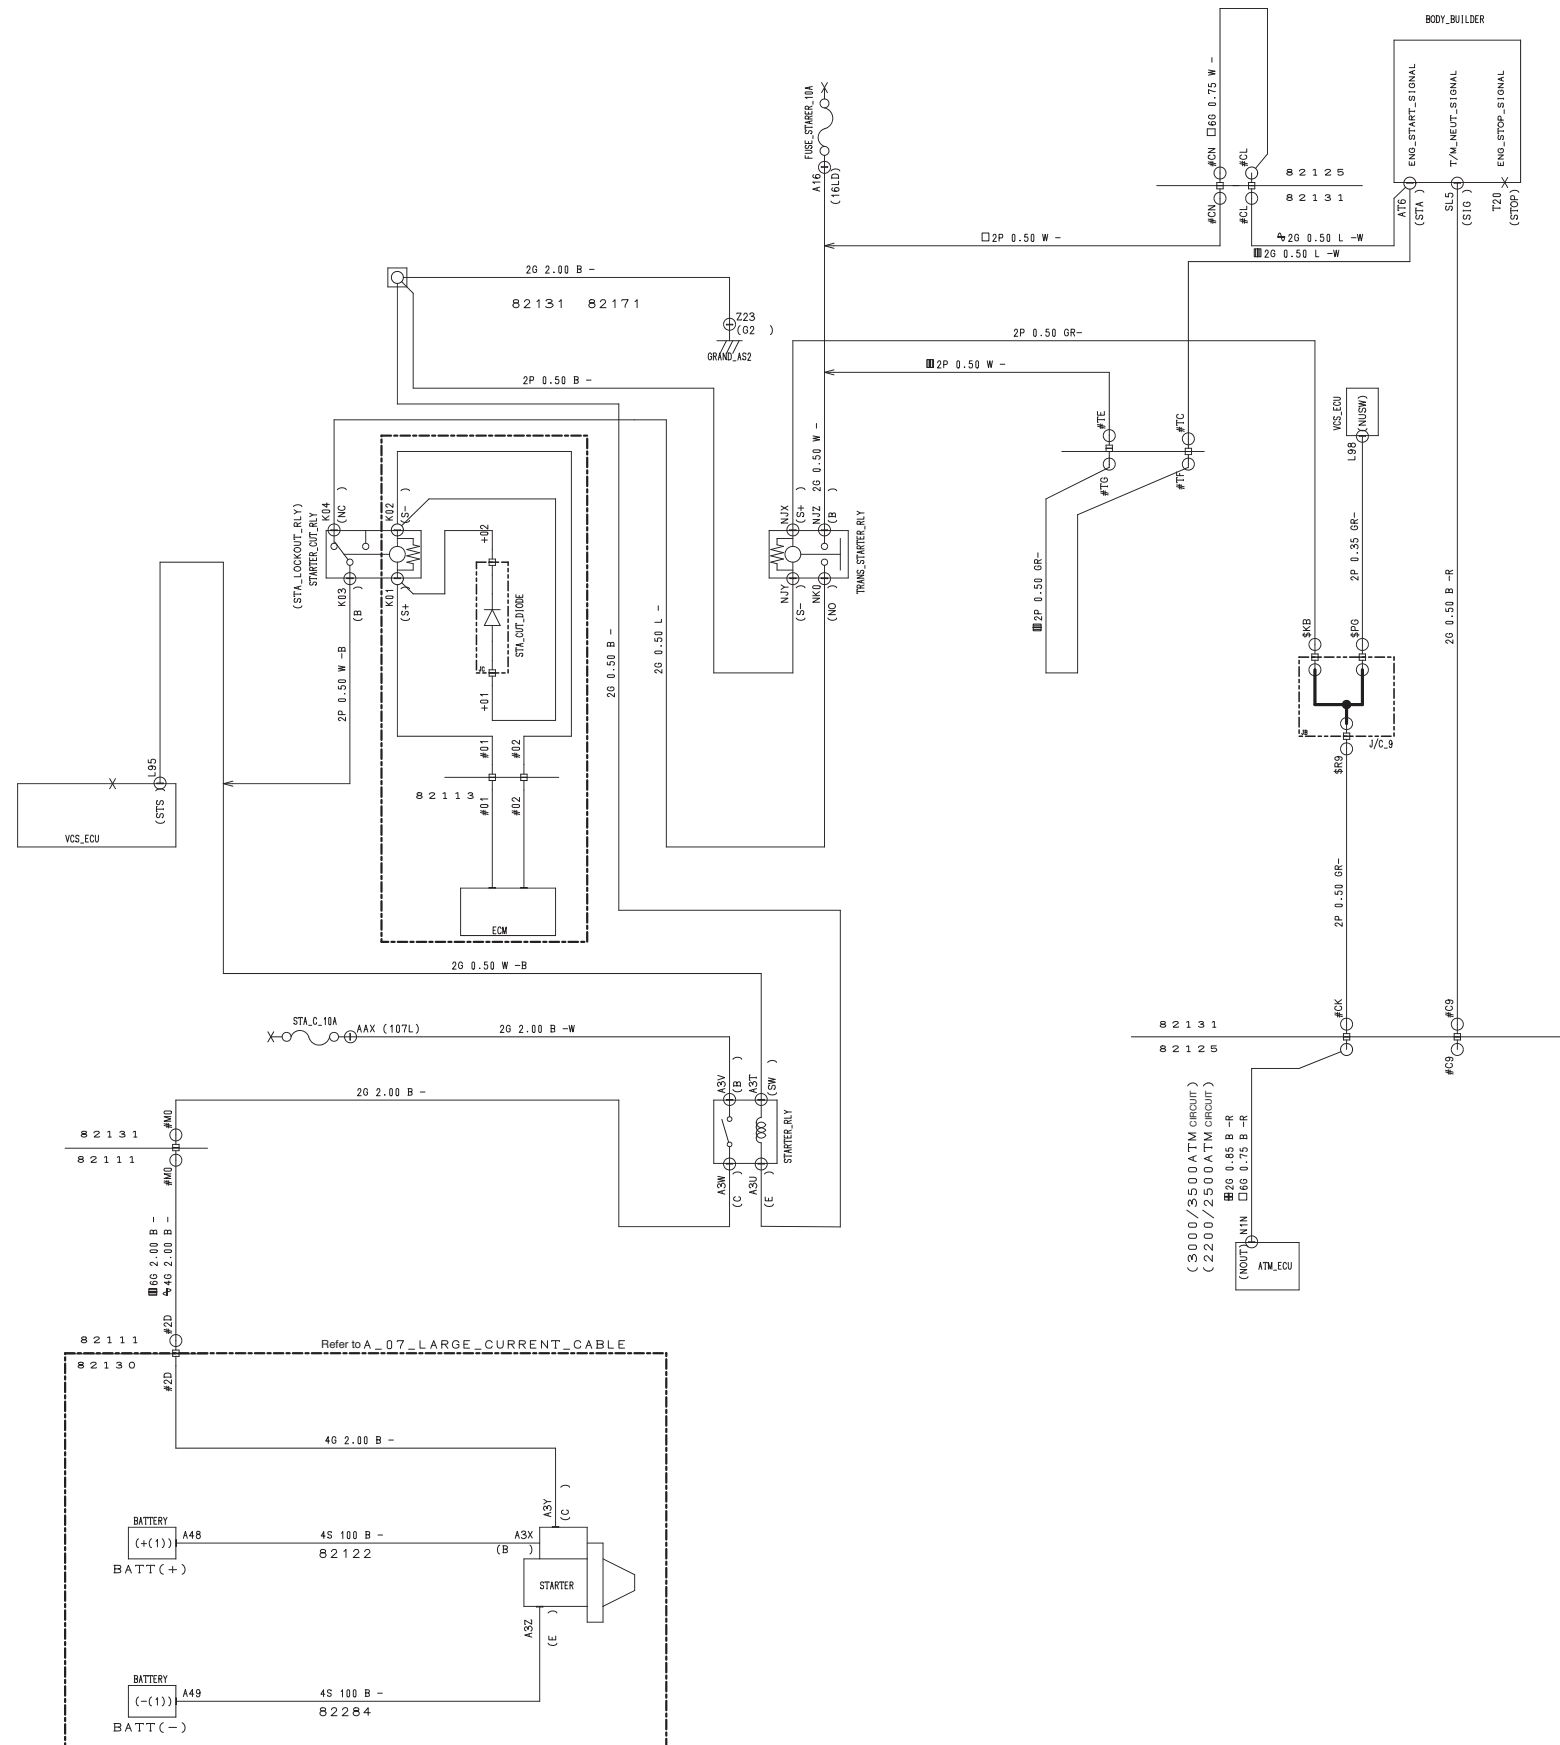 BODY_BUILDER
ENG_START_SIGNAL
T/M_NEUT_SIGNAL
ENG_STOP_SIGNAL
AT6
(STA )
SL5
(SIG )
T20
(STOP)
□6G 0.75 W -
#CN
#CL
82125
82131
#CN
#CL
FUSE_STARER_10A
A16
(16LD)
□2P 0.50 W -
2G 0.50 L -W
2G 0.50 L -W
2G 2.00 B -
82131 82171
Z23
(G2 )
GRAND_AS2
2P 0.50 GR-
2P 0.50 W -
2P 0.50 B -
2G 0.50 W -
#TE
#TC
#TG
#TF
2P 0.50 GR-
VCS_ECU
(NUSW)
L98
2P 0.35 GR-
2G 0.50 B -R
(STA_LOCKOUT_RLY)
STARTER_CUT_RLY
K04
(NC )
K02
(S- )
K03
(B )
K01
(S+ )
+02
STA_CUT_DIODE
JC
+01
NJX
(S+ )
NJZ
(B )
TRANS_STARTER_RLY
NJY
(S- )
NK0
(NO )
2P 0.50 W -B
2G 0.50 B -
2G 0.50 L -
$KB
$PG
JB
J/C_9
$R9
#01
#02
82113
#01
#02
ECM
L95
(STS )
VCS_ECU
2P 0.50 GR-
2G 0.50 W -B
STA_C_10A
AAX (107L)
2G 2.00 B -W
2G 2.00 B -
A3V
(B )
A3T
(SW )
STARTER_RLY
A3W
(C )
A3U
(E )
#CK
#C9
82131
82125
#C9
(3000/3500ATM CIRCUIT )
(2200/2500ATM CIRCUIT )
2G 0.85 B -R
□6G 0.75 B -R
N1N
(NOUT)
ATM_ECU
#M0
82131
82111
#M0
6G 2.00 B -
4G 2.00 B -
#2D
82111
82130
#2D
Refer to A_07_LARGE_CURRENT_CABLE
4G 2.00 B -
A3Y
(C )
BATTERY
(+(1))
A48
BATT(+)
4S 100 B -
82122
A3X
(B )
STARTER
A3Z
(E )
BATTERY
(-(1))
A49
BATT(-)
4S 100 B -
82284